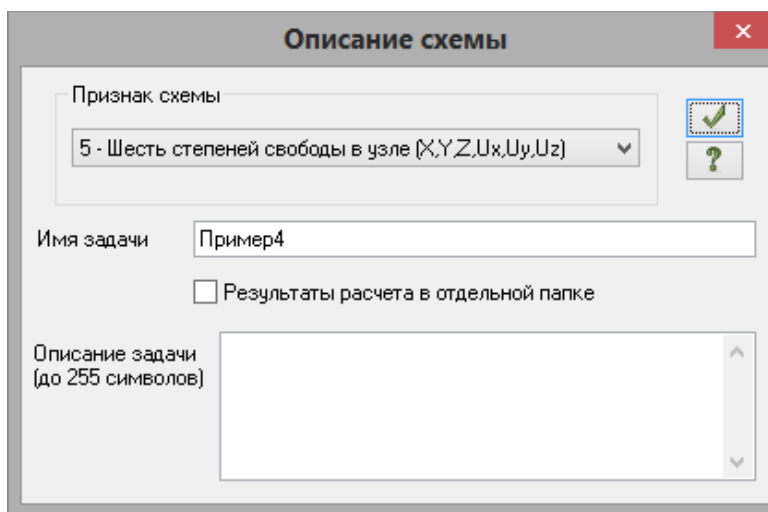 Описание схемы
Признак схемы
5 - Шесть степеней свободы в узле (X,Y,Z,Ux,Uy,Uz)
Имя задачи
Пример4
Результаты расчета в отдельной папке
Описание задачи
(до 255 символов)